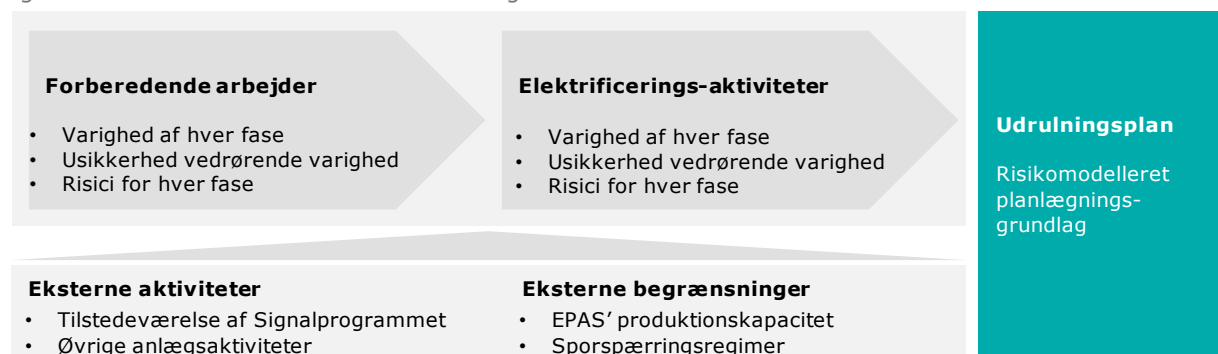 Forberedende arbejder
• Varighed af hver fase
• Usikkerhed vedrørende varighed
• Risici for hver fase
Elektrificerings-aktiviteter
• Varighed af hver fase
• Usikkerhed vedrørende varighed
• Risici for hver fase
Udrulningsplan
Risikomodelleret
planlægnings-
grundlag
Eksterne aktiviteter
• Tilstedeværelse af Signalprogrammet
• Øvrige anlægsaktiviteter
Eksterne begrænsninger
• EPAS’ produktionskapacitet
• Sporspærringsregimer